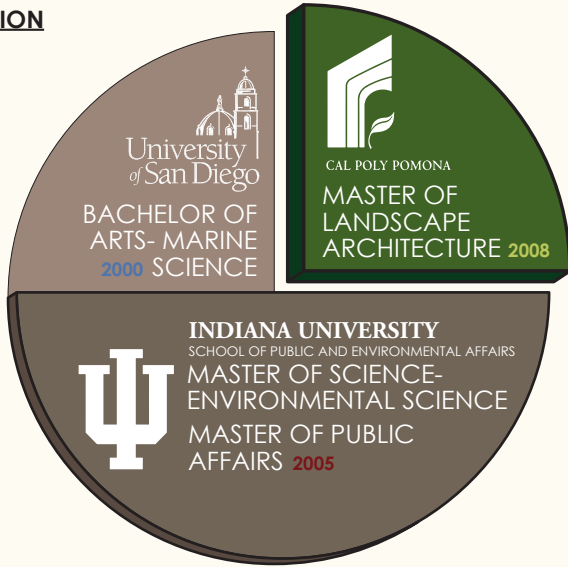 ION
University
of San Diego
BACHELOR OF
ARTS- MARINE
2000 SCIENCE
CAL POLY POMONA
MASTER OF
LANDSCAPE
ARCHITECTURE 2008
INDIANA UNIVERSITY
SCHOOL OF PUBLIC AND ENVIRONMENTAL AFFAIRS
MASTER OF SCIENCE-
ENVIRONMENTAL SCIENCE
MASTER OF PUBLIC
AFFAIRS 2005